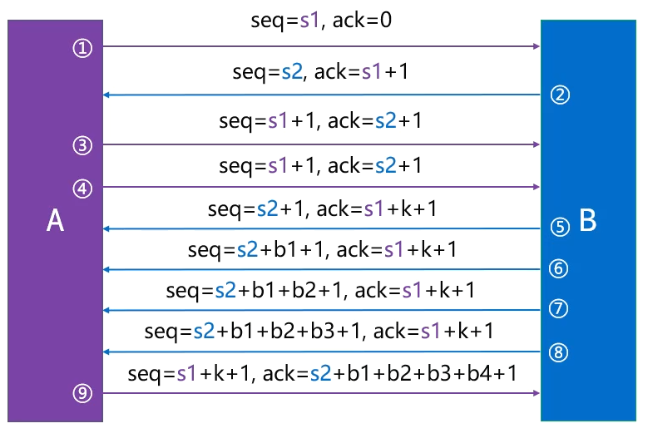 seq=s1, ack=0
①
seq=s2, ack=s1+1
②
seq=s1+1, ack=s2+1
③
seq=s1+1, ack=s2+1
④
seq=s2+1, ack=s1+k+1
A
⑤ B
seq=s2+b1+1, ack=s1+k+1
⑥
seq=s2+b1+b2+1, ack=s1+k+1
⑦
seq=s2+b1+b2+b3+1, ack=s1+k+1
⑧
seq=s1+k+1, ack=s2+b1+b2+b3+b4+1
⑨